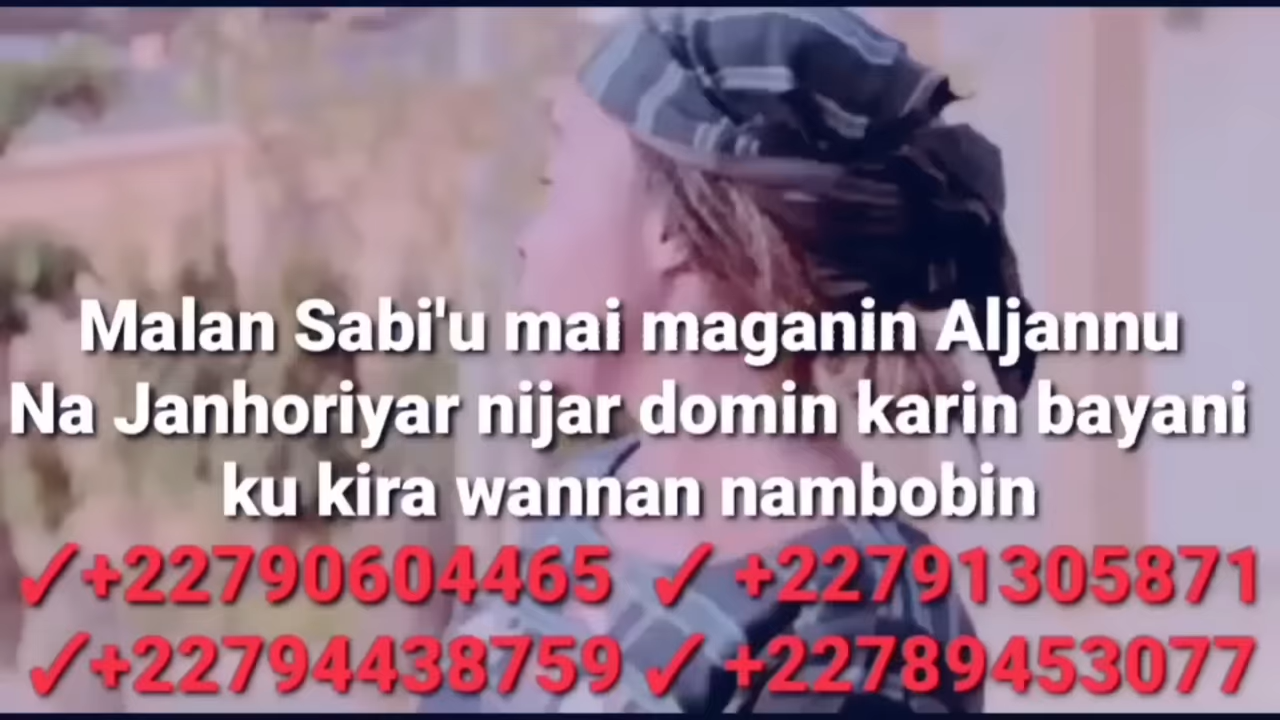 Malan Sabi'u mai maganin Aljannu
Na Janhoriyar nijar domin karin bayani
ku kira wannan nambobin
✓+22790604465 ✓ +22791305871
✓+22794438759 ✓ +22789453077